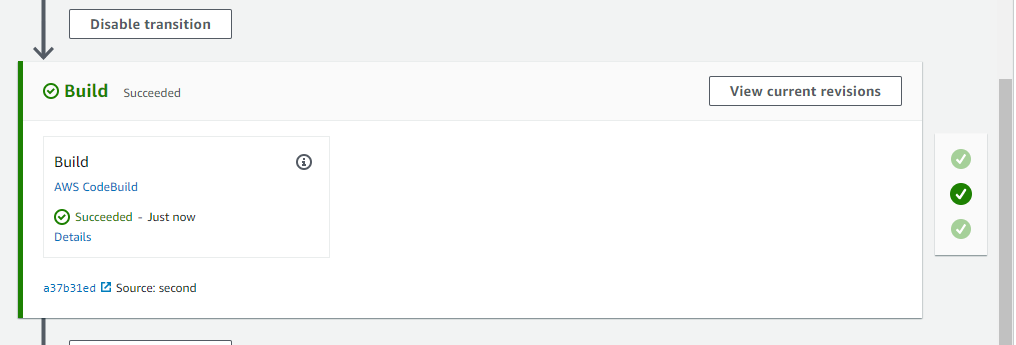 Disable transition
Build Succeeded
View current revisions
Build
AWS CodeBuild
Succeeded - Just now
Details
a37b31ed Source: second